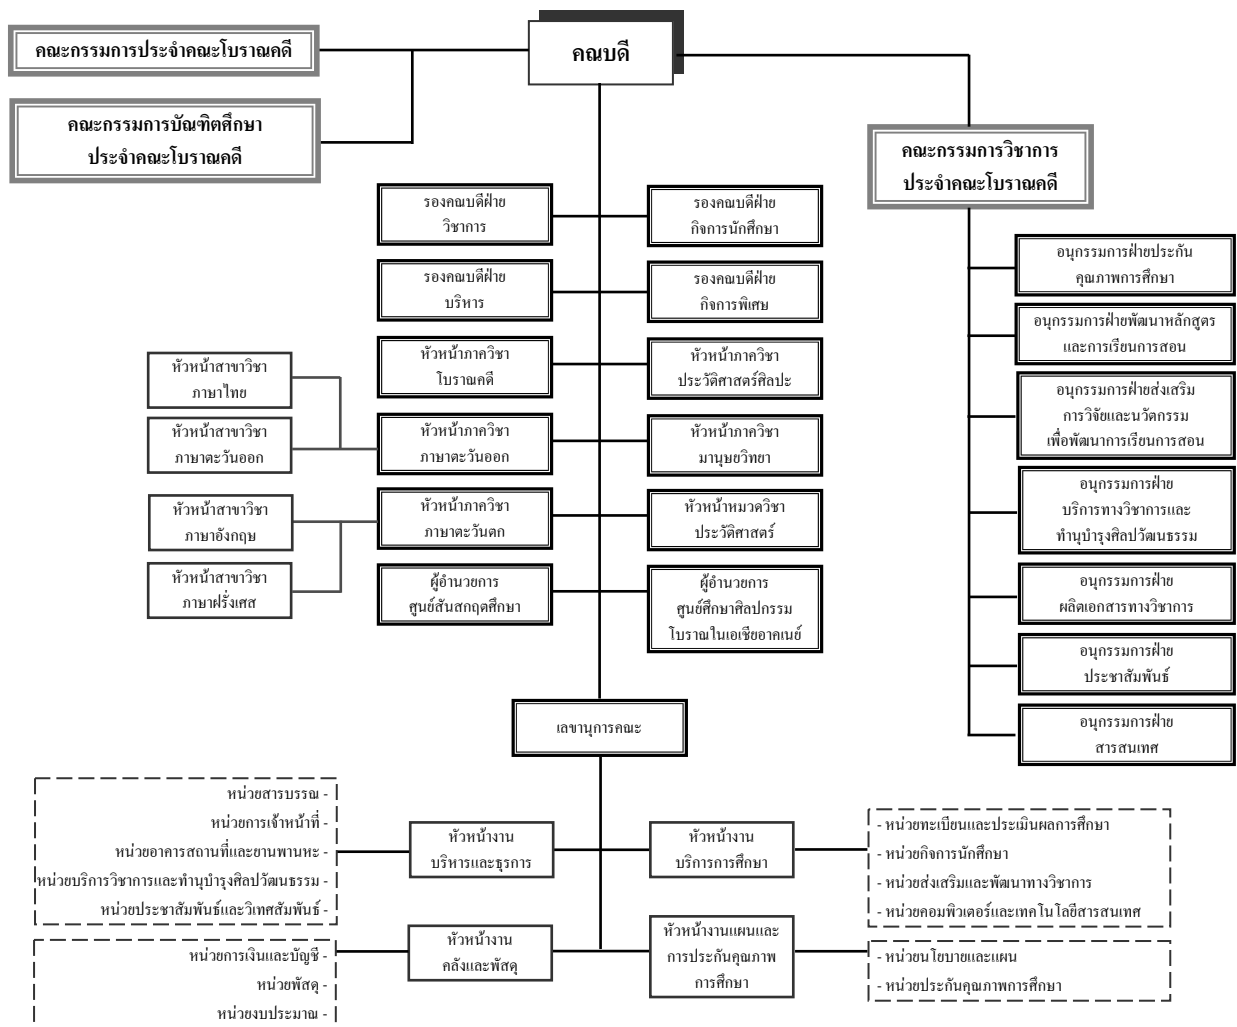 คณะกรรมการประจำคณะโบราณคดี
คณบดี
คณะกรรมการบัณฑิตศึกษา
ประจำคณะโบราณคดี
คณะกรรมการวิชาการ
ประจำคณะโบราณคดี
รองคณบดีฝ่าย
วิชาการ
รองคณบดีฝ่าย
กิจการนักศึกษา
รองคณบดีฝ่าย
บริหาร
รองคณบดีฝ่าย
กิจการพิเศษ
หัวหน้าภาควิชา
โบราณคดี
หัวหน้าภาควิชา
ประวัติศาสตร์ศิลปะ
หัวหน้าสาขาวิชา
ภาษาไทย
หัวหน้าสาขาวิชา
ภาษาตะวันออก
หัวหน้าภาควิชา
ภาษาตะวันออก
หัวหน้าภาควิชา
มานุษยวิทยา
หัวหน้าสาขาวิชา
ภาษาอังกฤษ
หัวหน้าภาควิชา
ภาษาตะวันตก
หัวหน้าหมวดวิชา
ประวัติศาสตร์
หัวหน้าสาขาวิชา
ภาษาฝรั่งเศส
ผู้อำนวยการ
ศูนย์สันสกฤตศึกษา
ผู้อำนวยการ
ศูนย์ศึกษาศิลปกรรม
โบราณในเอเชียอาคเนย์
อนุกรรมการฝ่ายประกัน
คุณภาพการศึกษา
อนุกรรมการฝ่ายพัฒนาหลักสูตร
และการเรียนการสอน
อนุกรรมการฝ่ายส่งเสริม
การวิจัยและนวัตกรรม
เพื่อพัฒนาการเรียนการสอน
อนุกรรมการฝ่าย
บริการทางวิชาการและ
ทำนุบำรุงศิลปวัฒนธรรม
อนุกรรมการฝ่าย
ผลิตเอกสารทางวิชาการ
อนุกรรมการฝ่าย
ประชาสัมพันธ์
อนุกรรมการฝ่าย
สารสนเทศ
เลขานุการคณะ
หน่วยสารบรรณ -
หน่วยการเจ้าหน้าที่ -
หน่วยอาคารสถานที่และยานพาหนะ -
หน่วยบริการวิชาการและทำนุบำรุงศิลปวัฒนธรรม -
หน่วยประชาสัมพันธ์และวิเทศสัมพันธ์ -
หัวหน้างาน
บริหารและธุรการ
หัวหน้างาน
บริการการศึกษา
- หน่วยทะเบียนและประเมินผลการศึกษา
- หน่วยกิจการนักศึกษา
- หน่วยส่งเสริมและพัฒนาทางวิชาการ
- หน่วยคอมพิวเตอร์และเทคโนโลยีสารสนเทศ
หน่วยการเงินและบัญชี -
หน่วยพัสดุ -
หน่วยงบประมาณ -
หัวหน้างาน
คลังและพัสดุ
หัวหน้างานแผนและ
การประกันคุณภาพ
การศึกษา
- หน่วยนโยบายและแผน
- หน่วยประกันคุณภาพการศึกษา